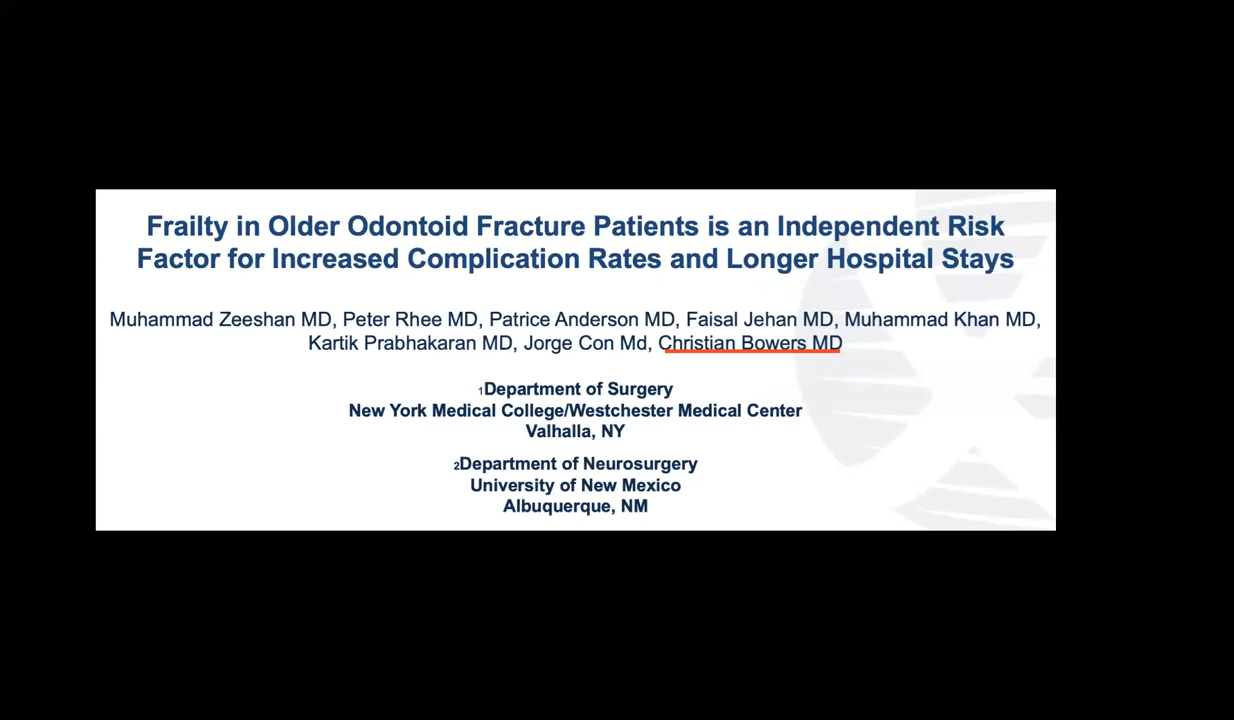 Frailty in Older Odontoid Fracture Patients is an Independent Risk
Factor for Increased Complication Rates and Longer Hospital Stays
Muhammad Zeeshan MD, Peter Rhee MD, Patrice Anderson MD, Faisal Jehan MD, Muhammad Khan MD,
Kartik Prabhakaran MD, Jorge Con Md, Christian Bowers MD
1Department of Surgery
New York Medical College/Westchester Medical Center
Valhalla, NY
2Department of Neurosurgery
University of New Mexico
Albuquerque, NM